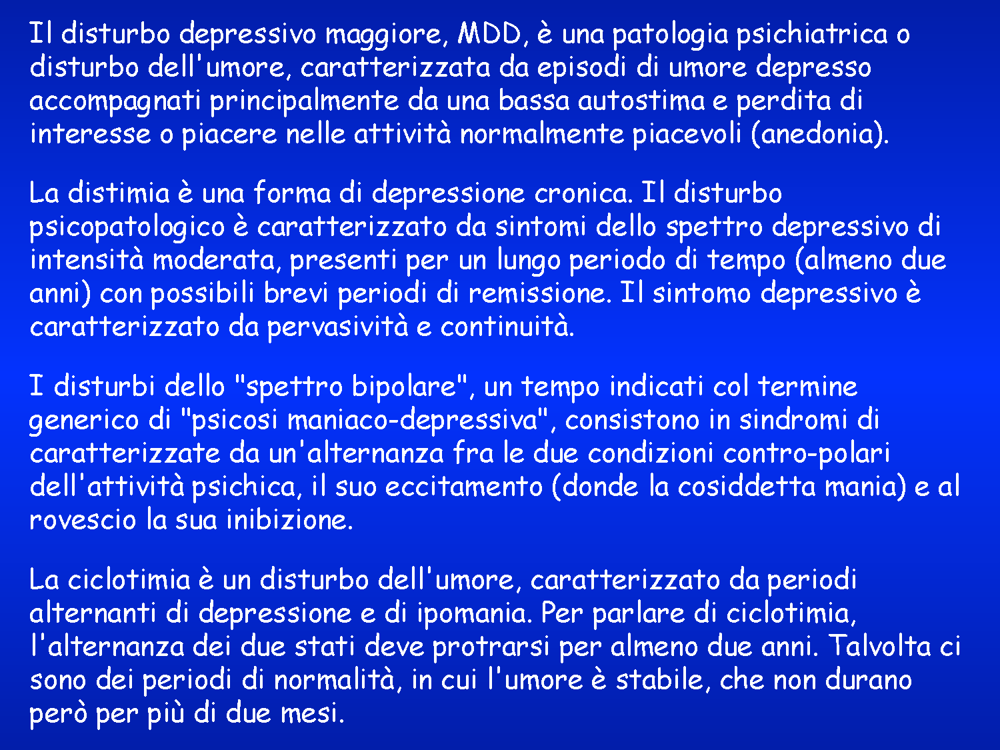 Il disturbo depressivo maggiore, MDD, è una patologia psichiatrica o
disturbo dell'umore, caratterizzata da episodi di umore depresso
accompagnati principalmente da una bassa autostima e perdita di
interesse o piacere nelle attività normalmente piacevoli (anedonia).
La distimia è una forma di depressione cronica. Il disturbo
psicopatologico è caratterizzato da sintomi dello spettro depressivo di
intensità moderata, presenti per un lungo periodo di tempo (almeno due
anni) con possibili brevi periodi di remissione. Il sintomo depressivo è
caratterizzato da pervasività e continuità.
I disturbi dello "spettro bipolare", un tempo indicati col termine
generico di "psicosi maniaco-depressiva", consistono in sindromi di
caratterizzate da un'alternanza fra le due condizioni contro-polari
dell'attività psichica, il suo eccitamento (donde la cosiddetta mania) e al
rovescio la sua inibizione.
La ciclotimia è un disturbo dell'umore, caratterizzato da periodi
alternanti di depressione e di ipomania. Per parlare di ciclotimia,
l'alternanza dei due stati deve protrarsi per almeno due anni. Talvolta ci
sono dei periodi di normalità, in cui l'umore è stabile, che non durano
però per più di due mesi.